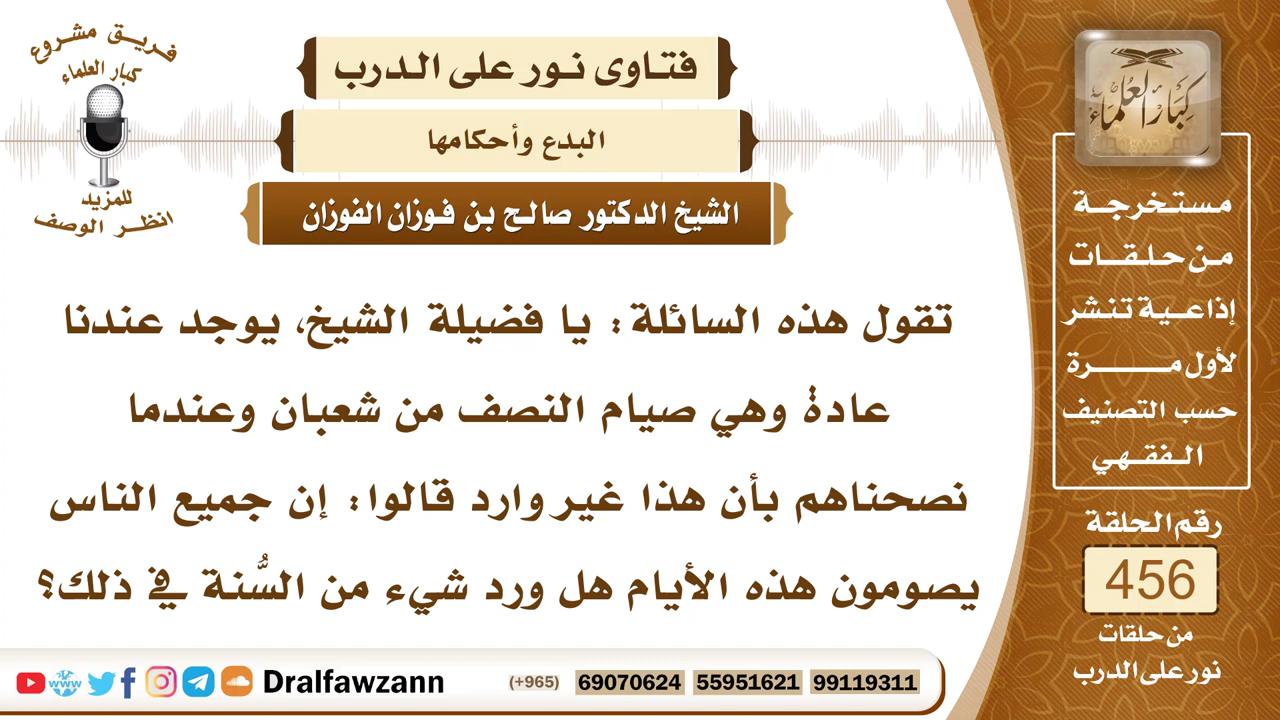 فريق مشروع
كبار العلماء
للمزيد
انظر الوصف
فتاوى نور على الدرب
البدع وأحكامها
الشيخ الدكتور صالح بن فوزان الفوزان
تقول هذه السائلة: يا فضيلة الشيخ، يوجد عندنا
عادةٌ وهي صيام النصف من شعبان وعندما
نصحناهم بأن هذا غير وارد قالوا: إن جميع الناس
يصومون هذه الأيام هل ورد شيء من السُّنة في ذلك؟
كبار العلماء
مستخرجة
من حلقات
إذاعية تنشر
لأول مرة
حسب التصنيف
الفقهي
رقم الحلقة
456
من حلقات
نور على الدرب
www
Dralfawzann
(+965) 69070624 55951621 99119311